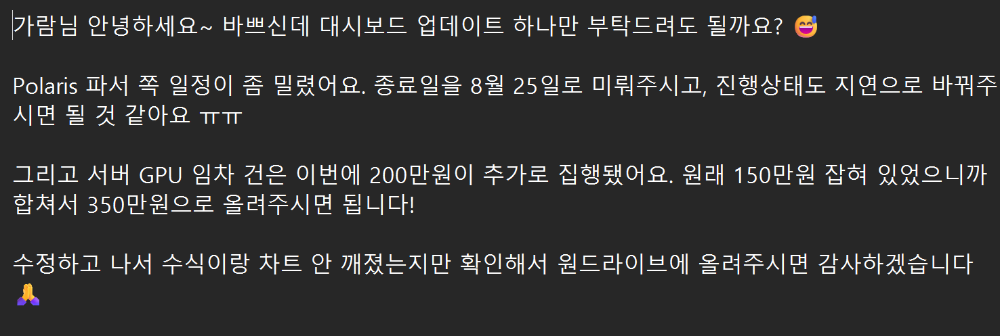 가람님 안녕하세요~ 바쁘신데 대시보드 업데이트 하나만 부탁드려도 될까요? 😅
Polaris 파서 쪽 일정이 좀 밀렸어요. 종료일을 8월 25일로 미뤄주시고, 진행상태도 지연으로 바꿔주
시면 될 것 같아요 ㅠㅠ
그리고 서버 GPU 임차 건은 이번에 200만원이 추가로 집행됐어요. 원래 150만원 잡혀 있었으니까
합쳐서 350만원으로 올려주시면 됩니다!
수정하고 나서 수식이랑 차트 안 깨졌는지만 확인해서 원드라이브에 올려주시면 감사하겠습니다
🙏